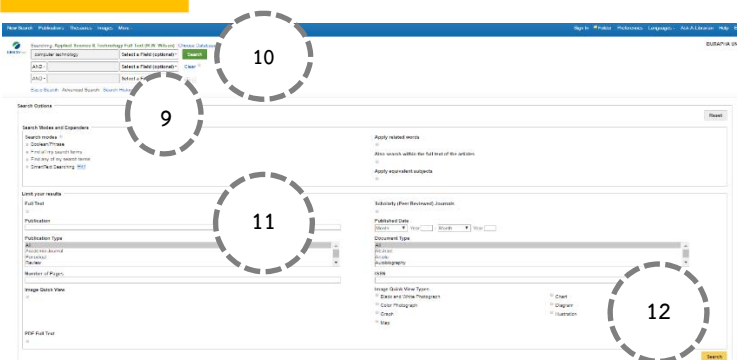 New Search Publications Thesaurus Images More
Sign In Folder Preferences Languages Ask-A-Librarian Help
Searching: Applied Science & Technology Full Text (H.W. Wilson) Choose Databases
EURAPHA
computer technology Select a Field (optional) Search
AND Select a Field (optional) Clear
AND Select a
Basic Search Advanced Search Search
10
9
Search Options
Reset
Search Modes and Expanders
Search modes
Boolean/Phrase
Find all my search terms
Find any of my search terms
SmartText Searching
Apply related words
Also search within the full text of the articles
Apply equivalent subjects
Limit your results
Full Text
Scholarly (Peer Reviewed) Journals
Publication
Published Date
Month Year Month Year
11
Publication Type
All
Academic Journal
Periodical
Review
Document Type
All
Abstract
Article
Autobiography
Number of Pages
ISBN
Image Quick View
Image Quick View Types
Black and White Photograph
Chart
Color Photograph
Diagram
Graph
Illustration
Map
12
PDF Full Text
Search